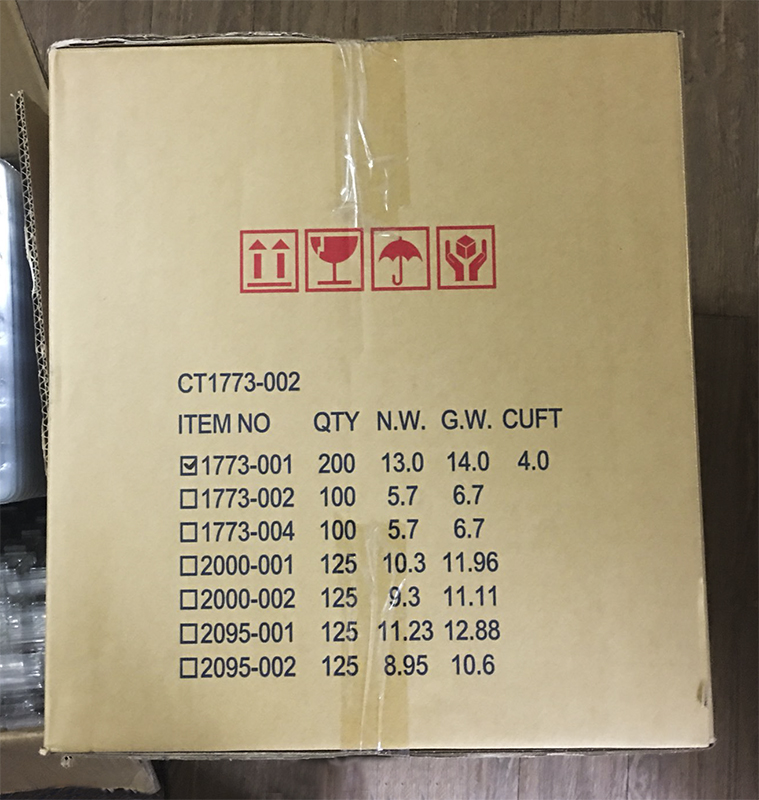 CT1773-002
ITEM NO QTY N.W. G.W. CUFT
☑1773-001 200 13.0 14.0 4.0
☐1773-002 100 5.7 6.7
☐1773-004 100 5.7 6.7
☐2000-001 125 10.3 11.96
☐2000-002 125 9.3 11.11
☐2095-001 125 11.23 12.88
☐2095-002 125 8.95 10.6